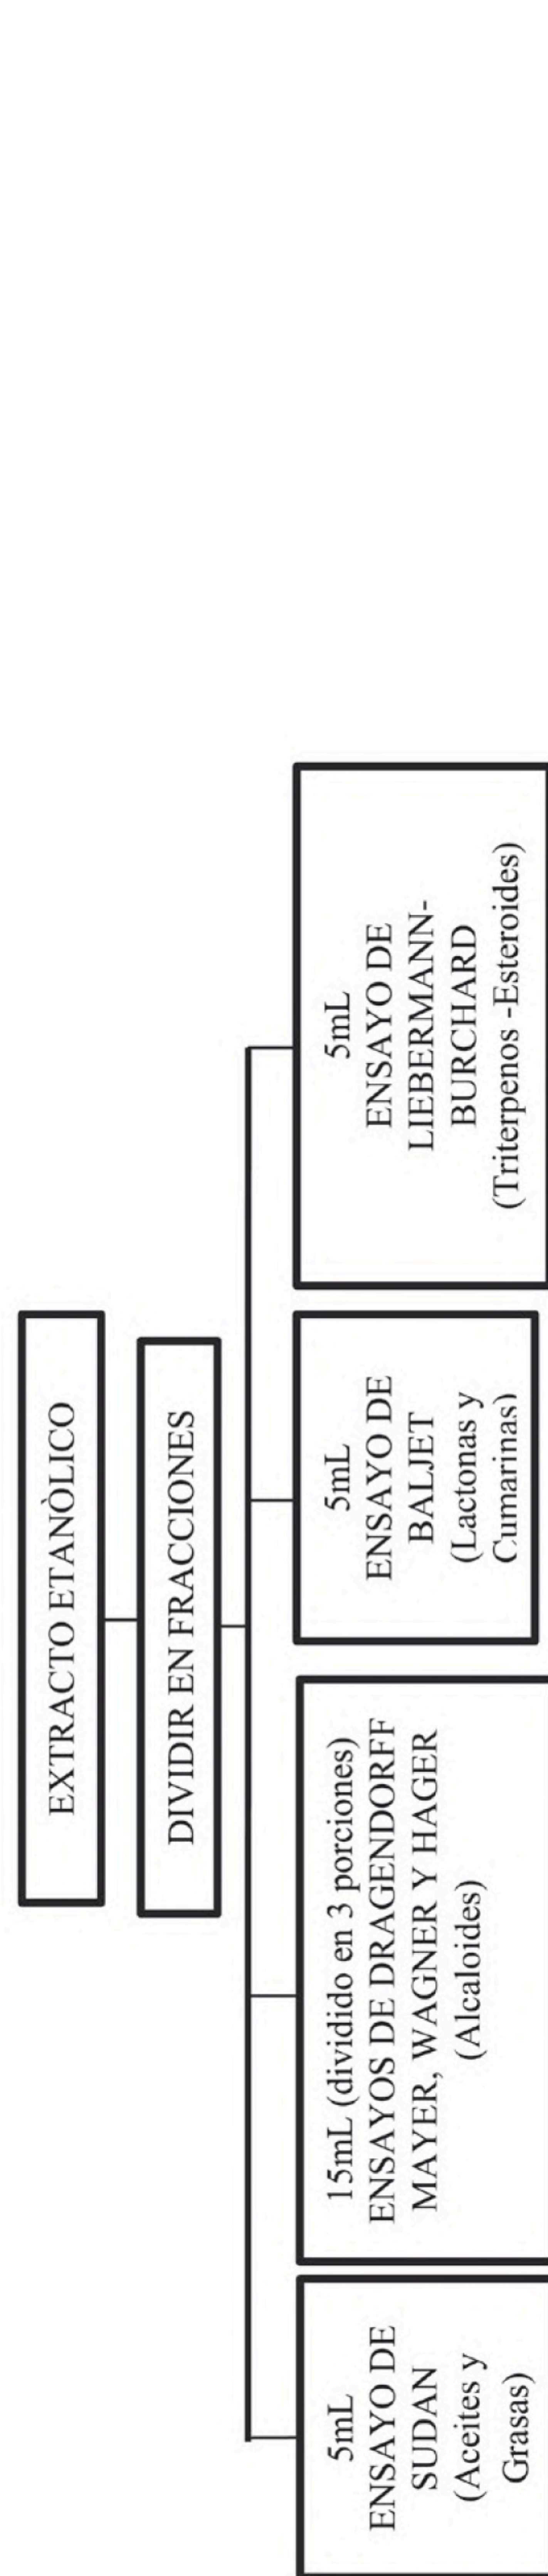 EXTRACTO ETANÒLICO
DIVIDIR EN FRACCIONES
5mL
ENSAYO DE
SUDAN
(Aceites y
Grasas)
15mL (dividido en 3 porciones)
ENSAYOS DE DRAGENDORFF
MAYER, WAGNER Y HAGER
(Alcaloides)
5mL
ENSAYO DE
BALJET
(Lactonas y
Cumarinas)
5mL
ENSAYO DE
LIEBERMANN-
BURCHARD
(Triterpenos -Esteroides)